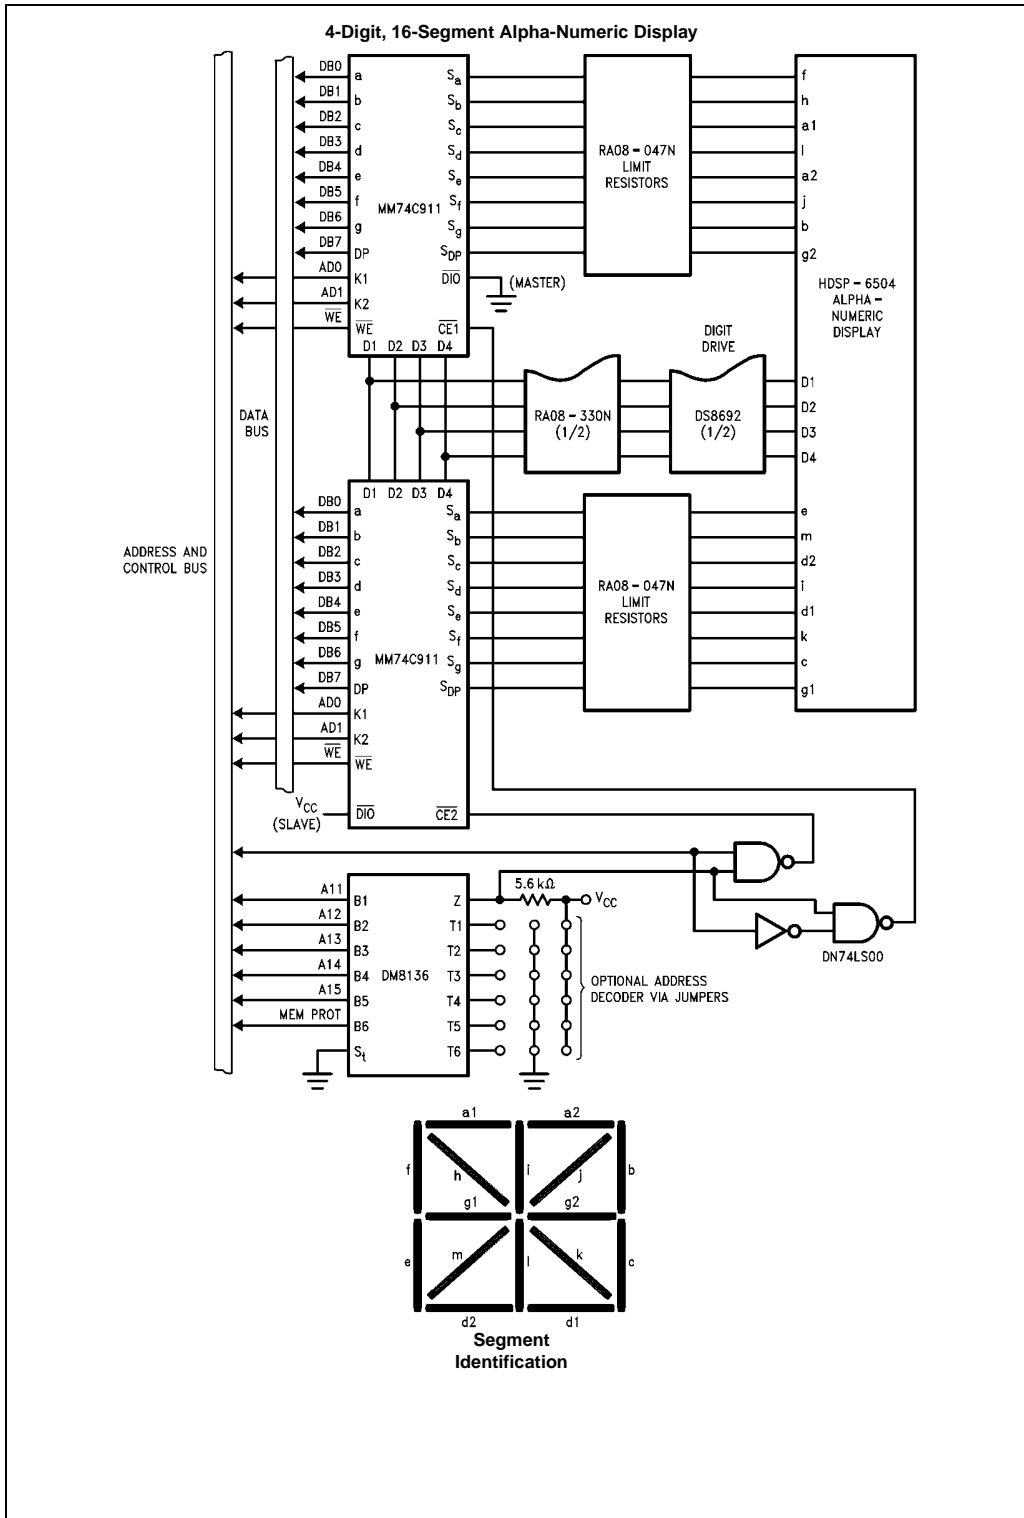 4-Digit, 16-Segment Alpha-Numeric Display
DB0 a Sa f
DB1 b Sb h
DB2 c Sc a1
DB3 d Sd l
DB4 e Se a2
DB5 f Sf j
DB6 g Sg b
DB7 DP SDP g2
MM74C911
RA08 – 047N
LIMIT
RESISTORS
HDSP – 6504
ALPHA –
NUMERIC
DISPLAY
AD0 K1 DIO (MASTER)
AD1 K2
WE WE CE1
D1 D2 D3 D4
DIGIT
DRIVE
RA08 – 330N
(1/2)
DS8692
(1/2)
D1
D2
D3
D4
DATA
BUS
ADDRESS AND
CONTROL BUS
D1 D2 D3 D4
DB0 a Sa e
DB1 b Sb m
DB2 c Sc d2
DB3 d Sd i
DB4 e Se d1
DB5 f Sf k
DB6 g Sg c
DB7 DP SDP g1
MM74C911
RA08 – 047N
LIMIT
RESISTORS
AD0 K1
AD1 K2
WE WE
VCC
(SLAVE)
DIO CE2
A11 B1 Z 5.6 kΩ VCC
A12 B2 T1
A13 B3 T2
A14 B4 T3
A15 B5 T4
MEM PROT B6 T5
St T6
DM8136
OPTIONAL ADDRESS
DECODER VIA JUMPERS
DN74LS00
a1 a2
f h i j b
g1 g2
e m l k c
d2 d1
Segment
Identification